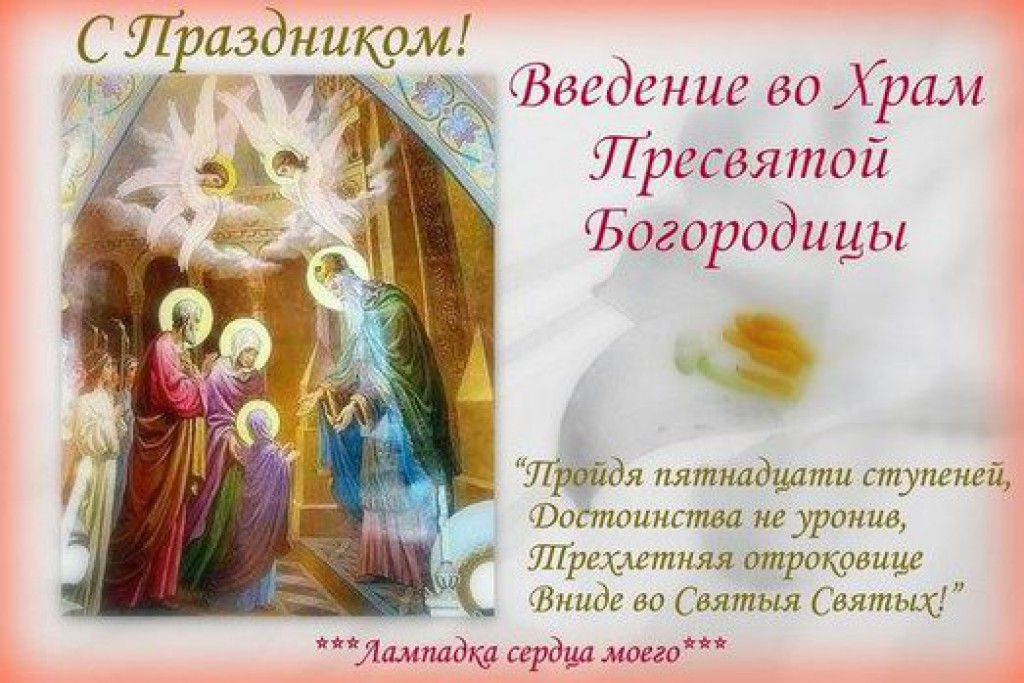 С Праздником!
Введение во Храм
Пресвятой
Богородицы
“Пройдя пятнадцати ступеней,
Достоинства не уронив,
Трехлетняя отроковице
Вниде во Святыя Святых!”
***Лампадка сердца моего***